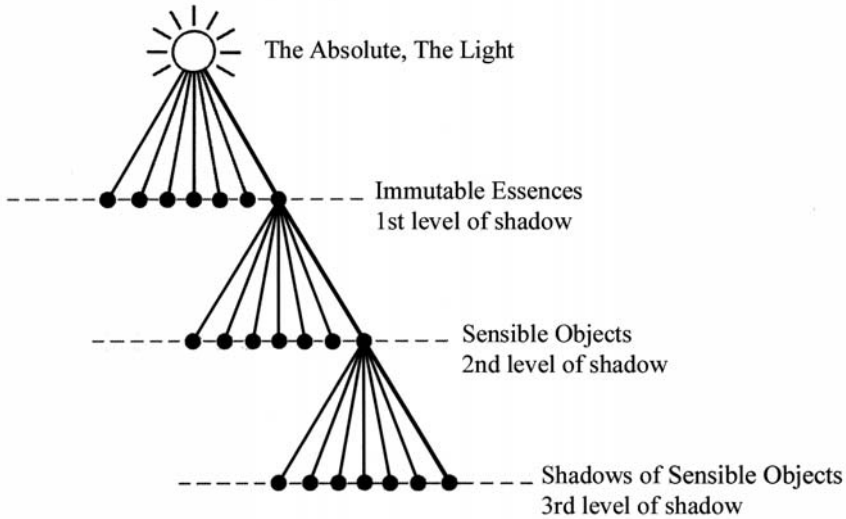 The Absolute, The Light
Immutable Essences
1st level of shadow
Sensible Objects
2nd level of shadow
Shadows of Sensible Objects
3rd level of shadow